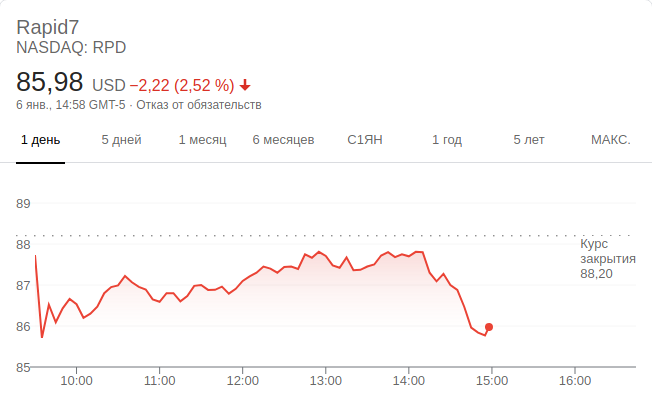 Rapid7
NASDAQ: RPD
85,98 USD −2,22 (2,52 %)
6 янв., 14:58 GMT-5 · Отказ от обязательств
1 день 5 дней 1 месяц 6 месяцев С1ЯН 1 год 5 лет МАКС.
89
88
87
86
85
Курс
закрытия
88,20
10:00 11:00 12:00 13:00 14:00 15:00 16:00